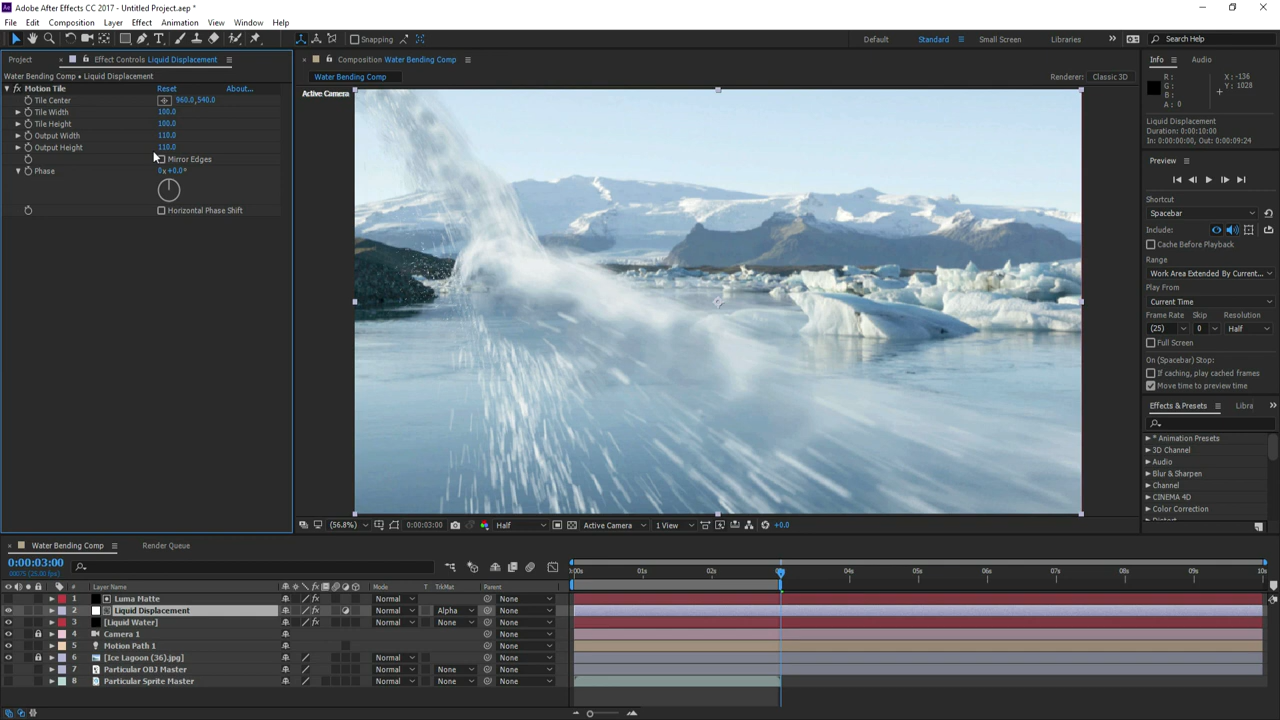 Adobe After Effects CC 2017 - Untitled Project.aep *
File Edit Composition Layer Effect Animation View Window Help
Snapping Default Standard Small Screen Libraries Search Help
Project Effect Controls Liquid Displacement
Water Bending Comp • Liquid Displacement
fx Motion Tile Reset About...
Tile Center 960.0,540.0
Tile Width 100.0
Tile Height 100.0
Output Width 110.0
Output Height 110.0
Mirror Edges
Phase 0x+0.0°
Horizontal Phase Shift
Composition Water Bending Comp
Water Bending Comp Renderer: Classic 3D
Active Camera
(56.8%) 0:00:03:00 Half Active Camera 1 View +0.0
Info Audio
R: X: -136
G: Y: 1028
B:
A: 0
Liquid Displacement
Duration: 0:00:10:00
In: 0:00:00:00, Out: 0:00:09:24
Preview
Shortcut
Spacebar
Include:
Cache Before Playback
Range
Work Area Extended By Current...
Play From
Current Time
Frame Rate Skip Resolution
(25) 0 Half
Full Screen
On (Spacebar) Stop:
If caching, play cached frames
Move time to preview time
Effects & Presets Libra
* Animation Presets
3D Channel
Audio
Blur & Sharpen
Channel
CINEMA 4D
Color Correction
Water Bending Comp Render Queue
0:00:03:00
00075 (25.00 fps)
# Layer Name Mode T TrkMat Parent
:00s 01s 02s 04s 05s 06s 07s 08s 09s 10s
1 Luma Matte Normal None
2 Liquid Displacement fx Normal Alpha None
3 [Liquid Water] fx Normal None None
4 Camera 1 None
5 Motion Path 1 None
6 [Ice Lagoon (36).jpg] Normal None None
7 Particular OBJ Master Normal None None
8 Particular Sprite Master Normal None None